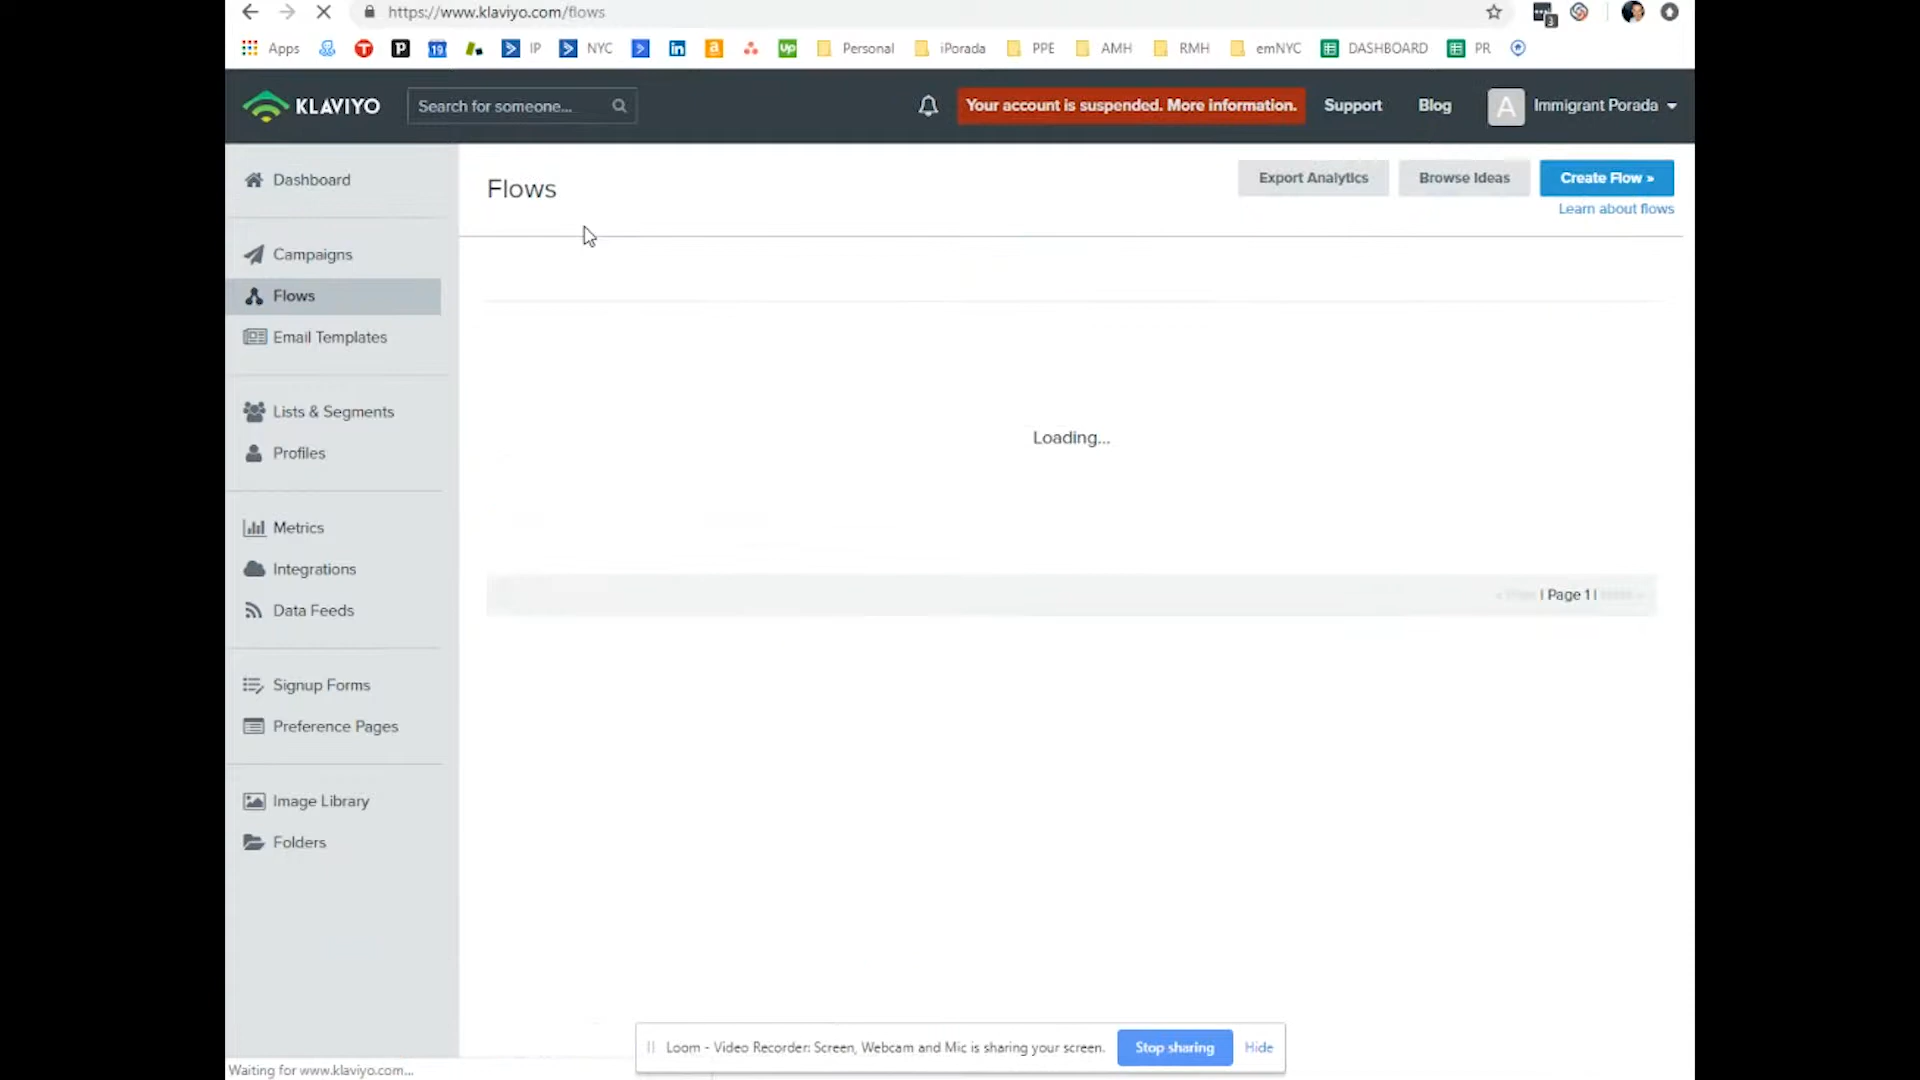 https://www.klaviyo.com/flows
Apps
19
IP
NYC
Personal
iPorada
PPE
AMH
RMH
emNYC
DASHBOARD
PR
3
KLAVIYO
Search for someone...
Your account is suspended. More information.
Support
Blog
A
Immigrant Porada
Dashboard
Campaigns
Flows
Email Templates
Lists & Segments
Profiles
Metrics
Integrations
Data Feeds
Signup Forms
Preference Pages
Image Library
Folders
Flows
Export Analytics
Browse Ideas
Create Flow »
Learn about flows
Loading...
| Page 1 |
Loom - Video Recorder: Screen, Webcam and Mic is sharing your screen.
Stop sharing
Hide
Waiting for www.klaviyo.com...